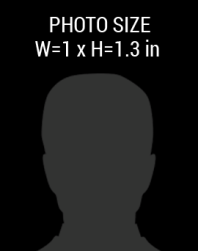 PHOTO SIZE
W=1 x H=1.3 in